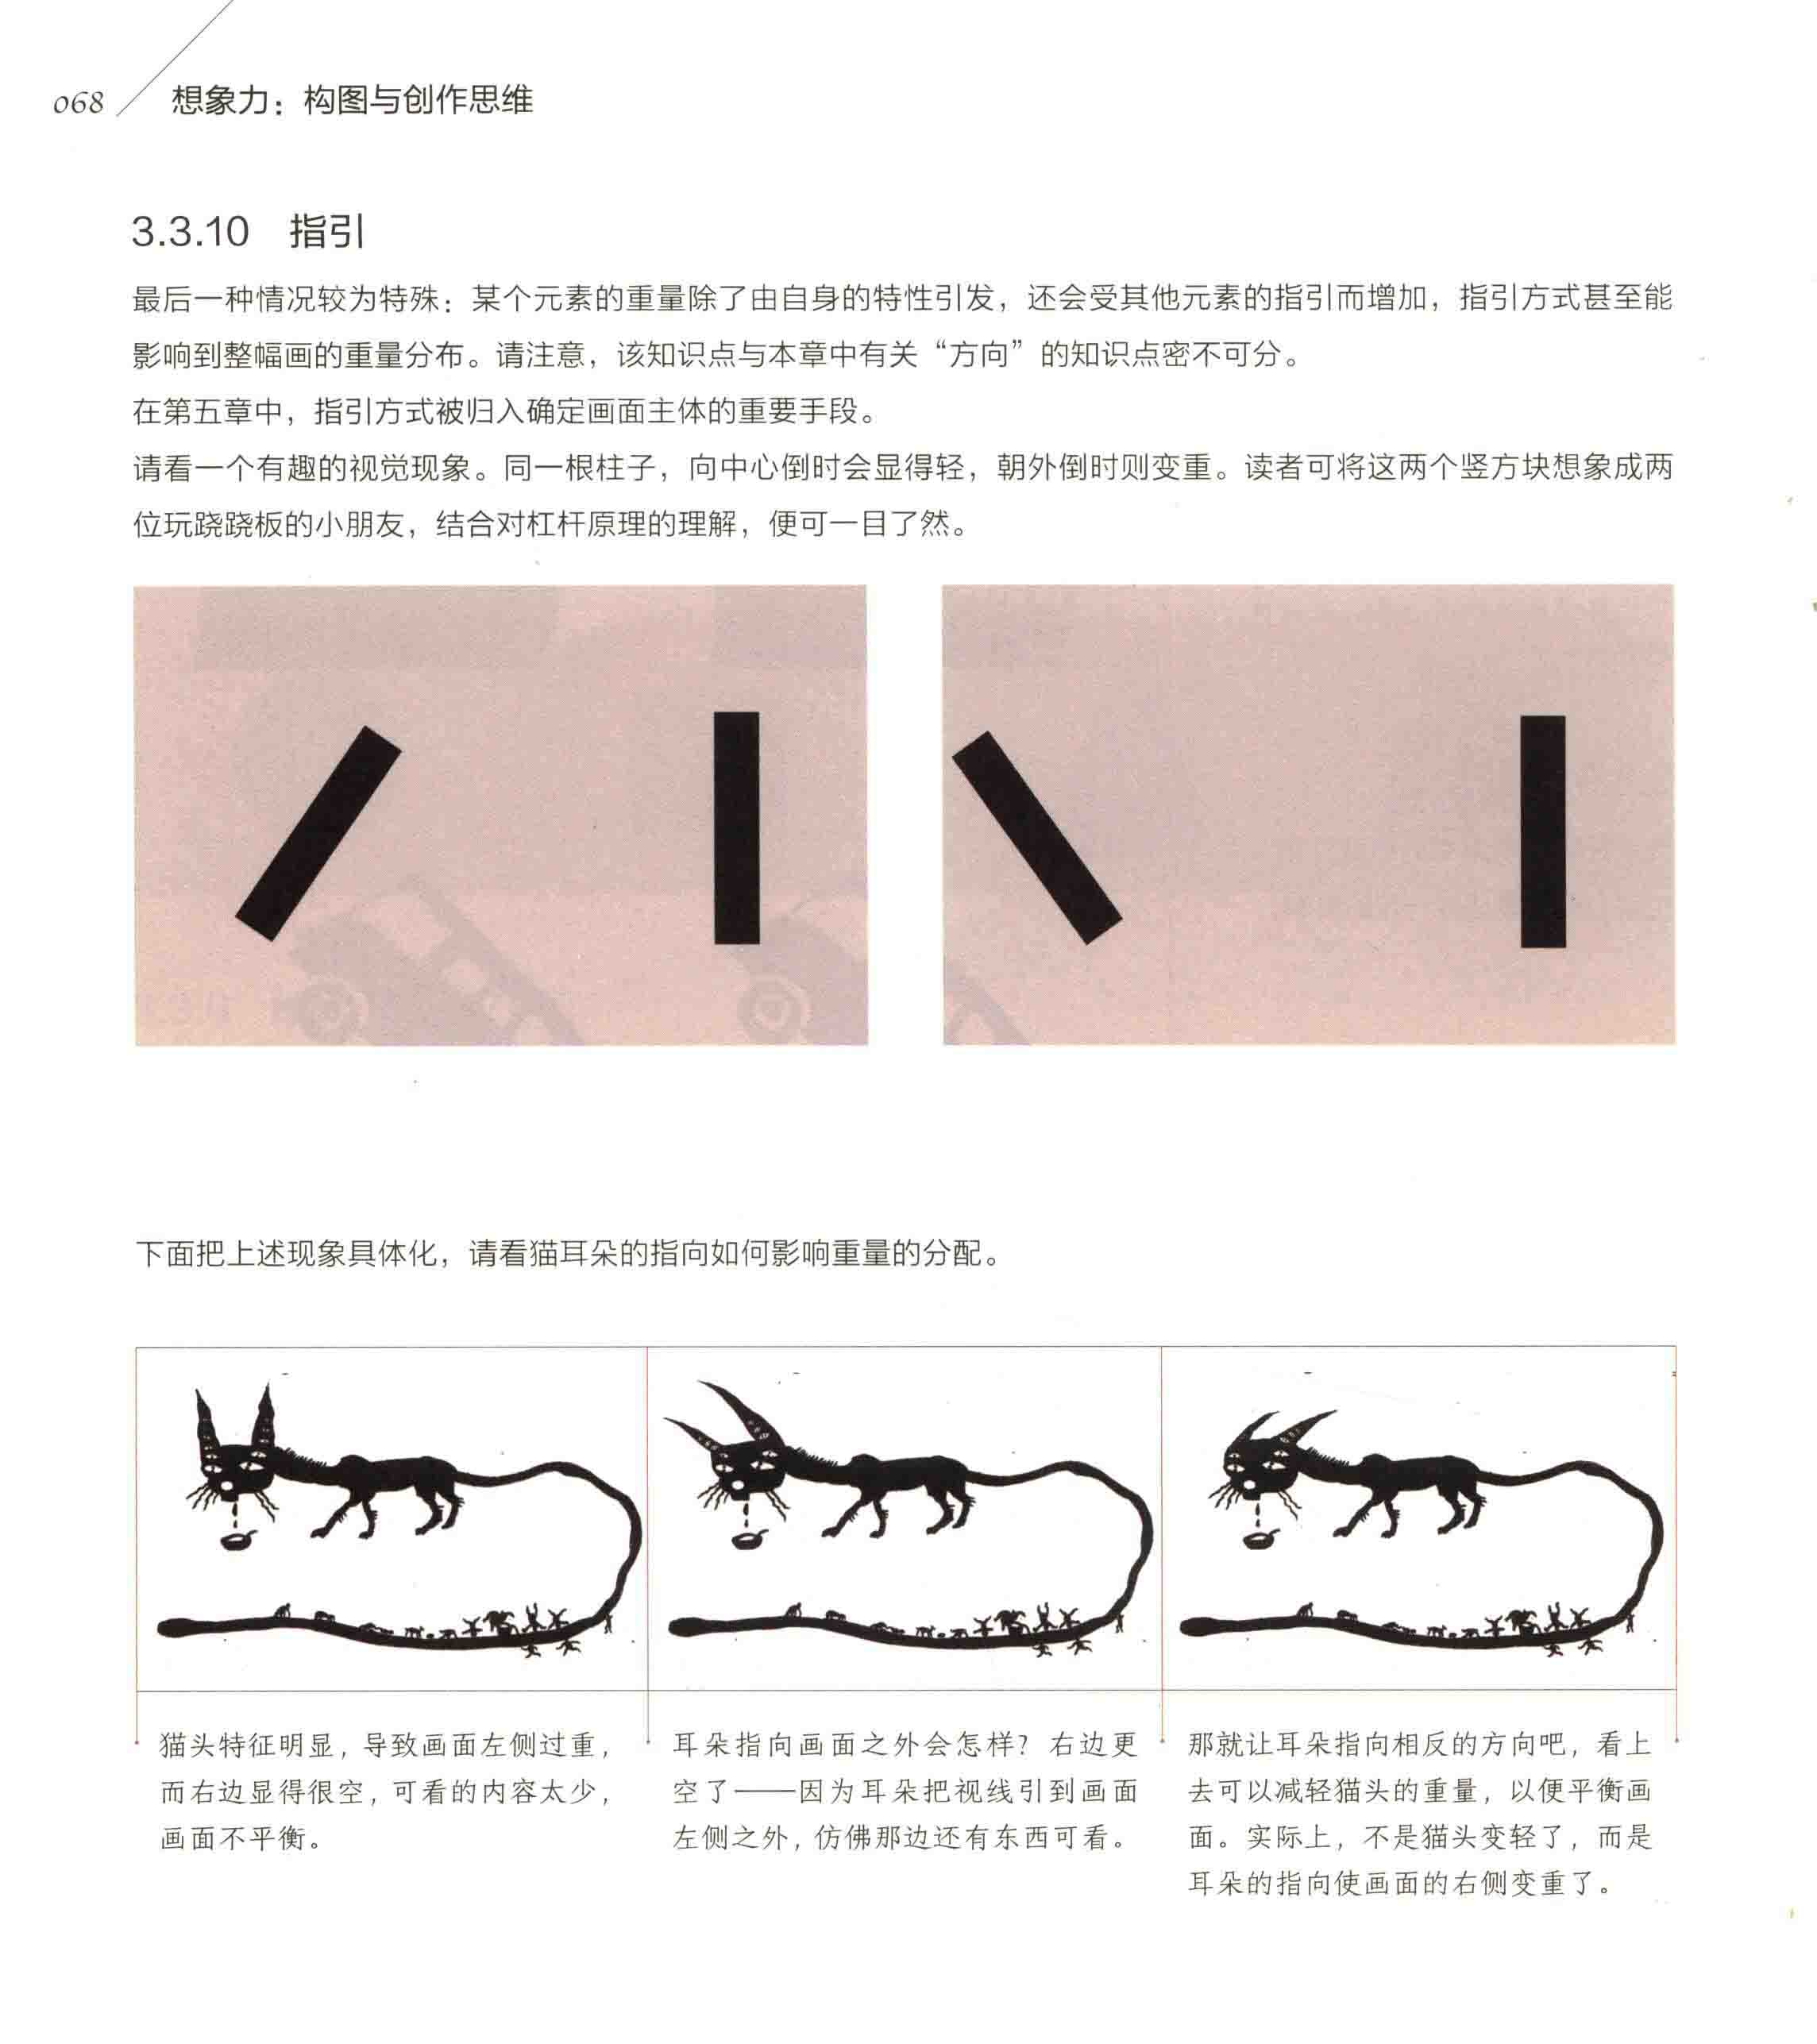 068
想象力：构图与创作思维
3.3.10 指引
最后一种情况较为特殊：某个元素的重量除了由自身的特性引发，还会受其他元素的指引而增加，指引方式甚至能
影响到整幅画的重量分布。请注意，该知识点与本章中有关“方向”的知识点密不可分。
在第五章中，指引方式被归入确定画面主体的重要手段。
请看一个有趣的视觉现象。同一根柱子，向中心倒时会显得轻，朝外倒时则变重。读者可将这两个竖方块想象成两
位玩跷跷板的小朋友，结合对杠杆原理的理解，便可一目了然。
下面把上述现象具体化，请看猫耳朵的指向如何影响重量的分配。
猫头特征明显，导致画面左侧过重，
而右边显得很空，可看的内容太少，
画面不平衡。
耳朵指向画面之外会怎样？右边更
空了——因为耳朵把视线引到画面
左侧之外，仿佛那边还有东西可看。
那就让耳朵指向相反的方向吧，看上
去可以减轻猫头的重量，以便平衡画
面。实际上，不是猫头变轻了，而是
耳朵的指向使画面的右侧变重了。